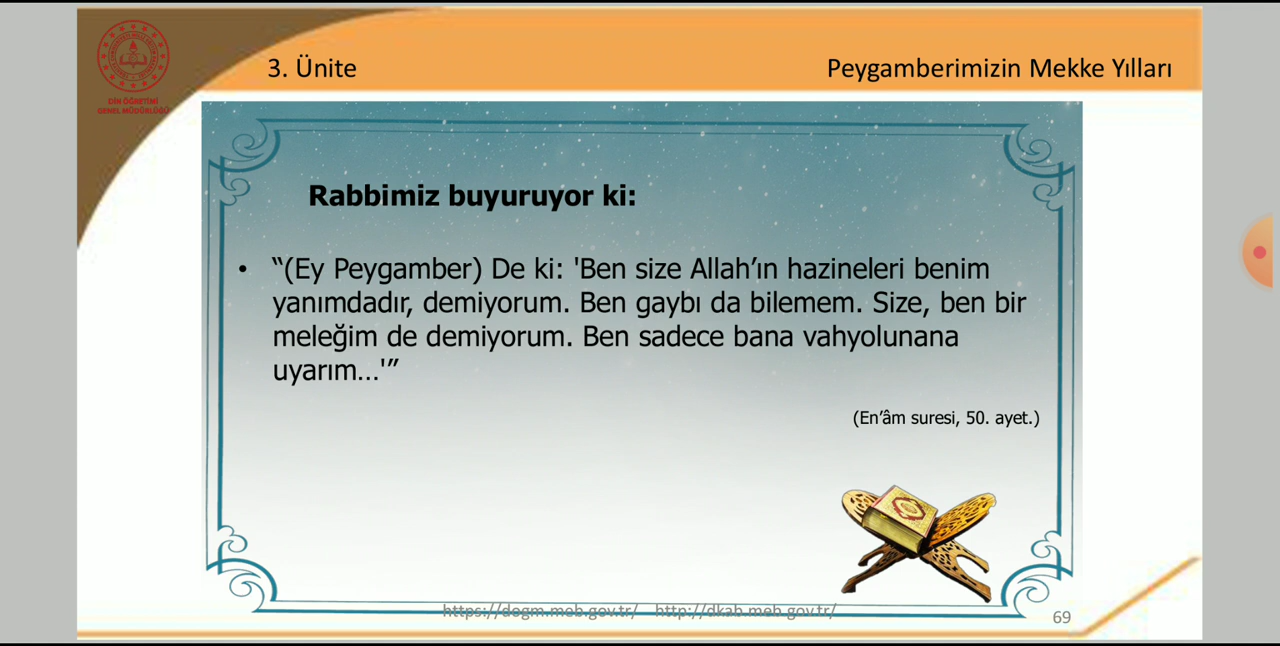 DİN ÖĞRETİMİ
GENEL MÜDÜRLÜĞÜ
3. Ünite
Peygamberimizin Mekke Yılları
Rabbimiz buyuruyor ki:
• “(Ey Peygamber) De ki: 'Ben size Allah’ın hazineleri benim
yanımdadır, demiyorum. Ben gaybı da bilemem. Size, ben bir
meleğim de demiyorum. Ben sadece bana vahyolunana
uyarım…'”
(En’âm suresi, 50. ayet.)
https://dogm.meb.gov.tr/ http://dkab.meb.gov.tr/
69